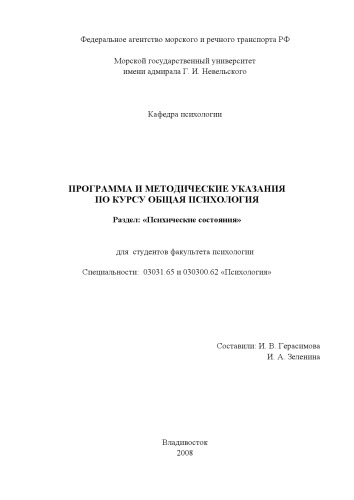 Федеральное агентство морского и речного транспорта РФ
Морской государственный университет
имени адмирала Г. И. Невельского
Кафедра психологии
ПРОГРАММА И МЕТОДИЧЕСКИЕ УКАЗАНИЯ
ПО КУРСУ ОБЩАЯ ПСИХОЛОГИЯ
Раздел: «Психические состояния»
для студентов факультета психологии
Специальности: 03031.65 и 030300.62 «Психология»
Составили: И. В. Герасимова
И. А. Зеленина
Владивосток
2008